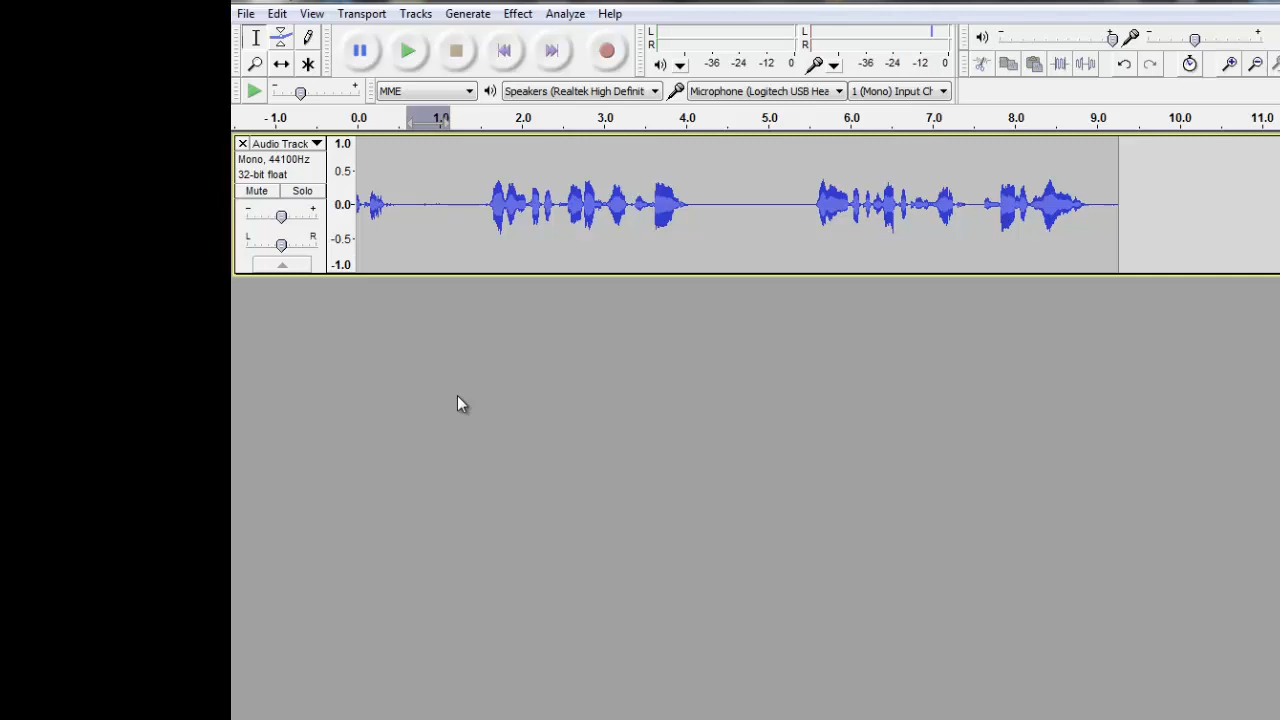 File Edit View Transport Tracks Generate Effect Analyze Help
L
R
-36 -24 -12 0
L
R
-36 -24 -12 0
- +
- +
- +
MME
Speakers (Realtek High Definit
Microphone (Logitech USB Hea
1 (Mono) Input Ch
-1.0 0.0 1.0 2.0 3.0 4.0 5.0 6.0 7.0 8.0 9.0 10.0 11.0
Audio Track
Mono, 44100Hz
32-bit float
Mute Solo
- +
L R
1.0
0.5
0.0
-0.5
-1.0